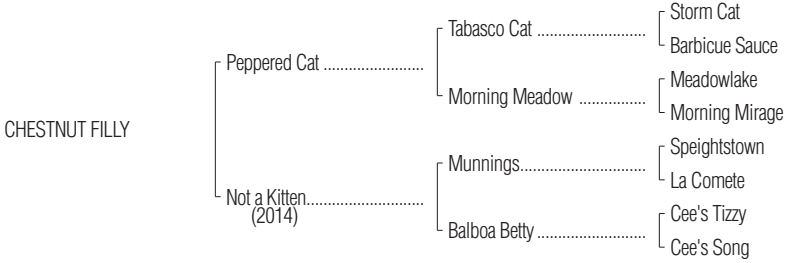 Storm Cat
Tabasco Cat ........................
Barbicue Sauce
Peppered Cat ......................
Meadowlake
Morning Meadow ...............
Morning Mirage
CHESTNUT FILLY
Speightstown
Munnings............................
La Comete
Not a Kitten..........................
(2014)
Cee's Tizzy
Balboa Betty ........................
Cee's Song